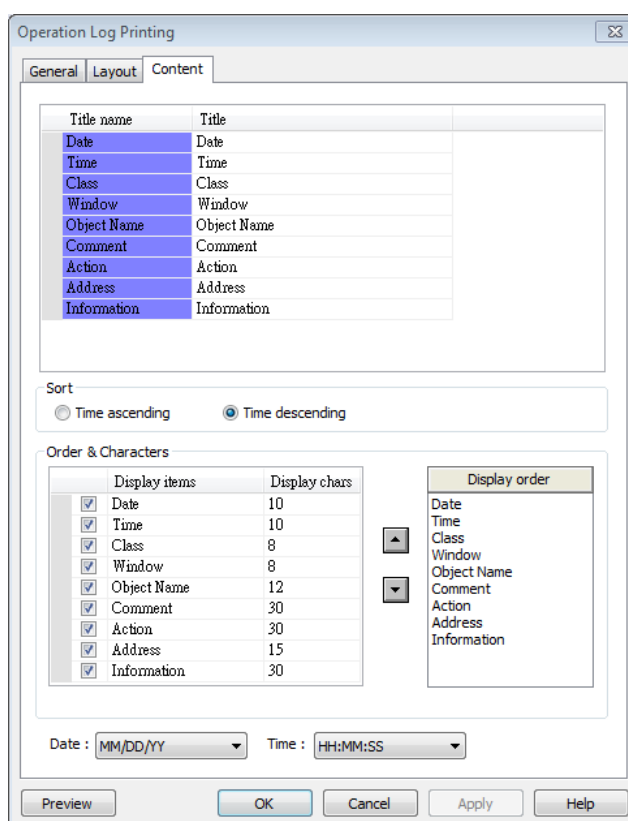 Operation Log Printing
General Layout Content
Title name Title
Date Date
Time Time
Class Class
Window Window
Object Name Object Name
Comment Comment
Action Action
Address Address
Information Information
Sort
Time ascending Time descending
Order & Characters
Display items Display chars
Date 10
Time 10
Class 8
Window 8
Object Name 12
Comment 30
Action 30
Address 15
Information 30
Display order
Date
Time
Class
Window
Object Name
Comment
Action
Address
Information
Date : MM/DD/YY Time : HH:MM:SS
Preview OK Cancel Apply Help